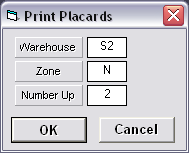 Print Placards
Warehouse S2
Zone N
Number Up 2
OK Cancel